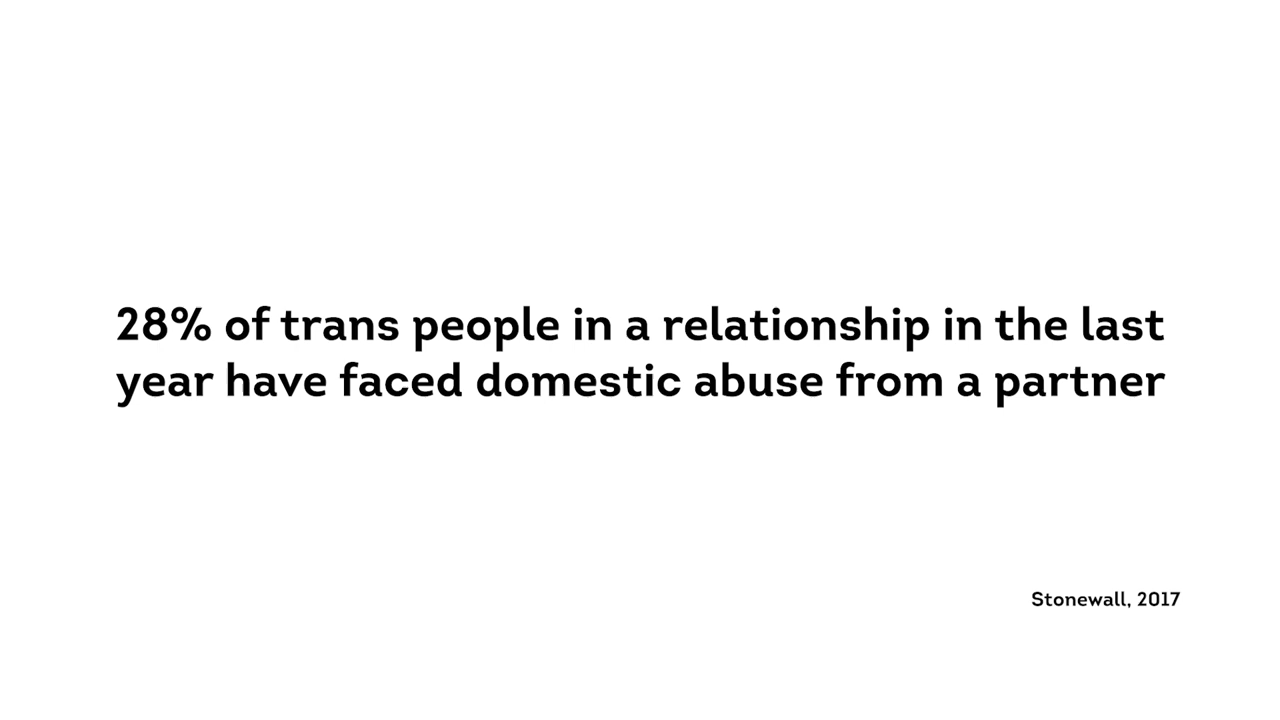 28% of trans people in a relationship in the last
year have faced domestic abuse from a partner
Stonewall, 2017